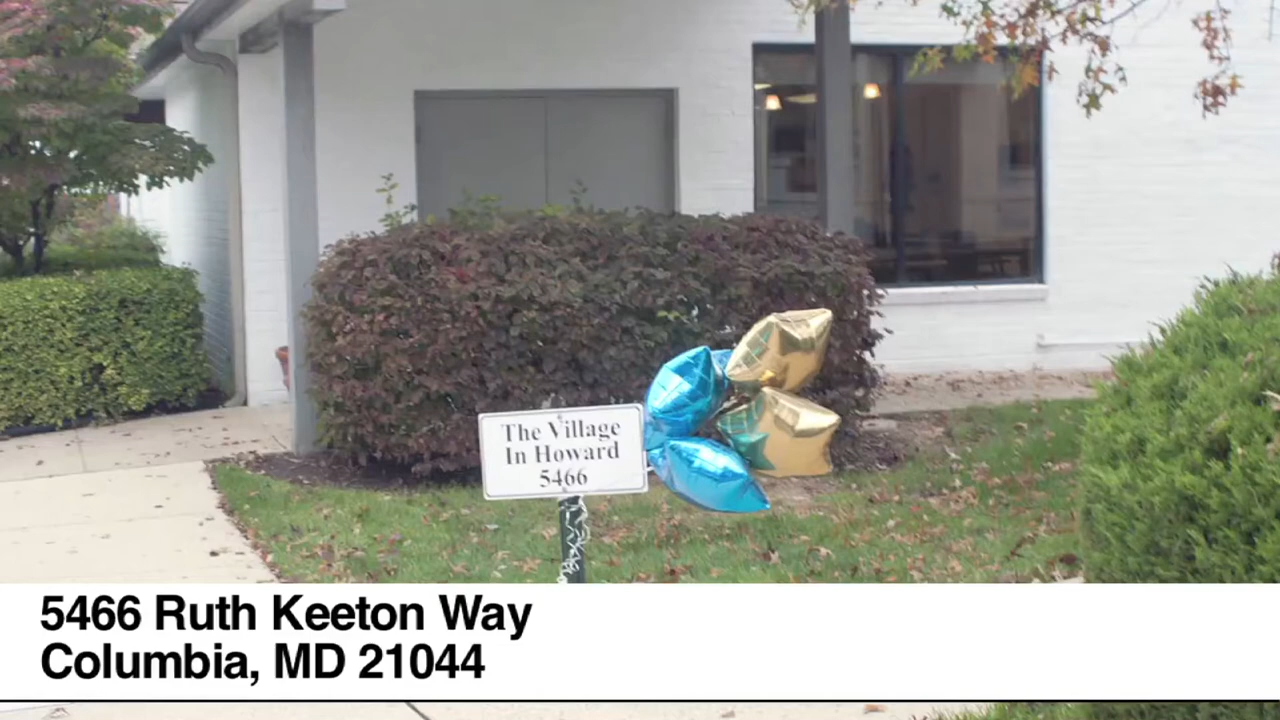 The Village
In Howard
5466
5466 Ruth Keeton Way
Columbia, MD 21044